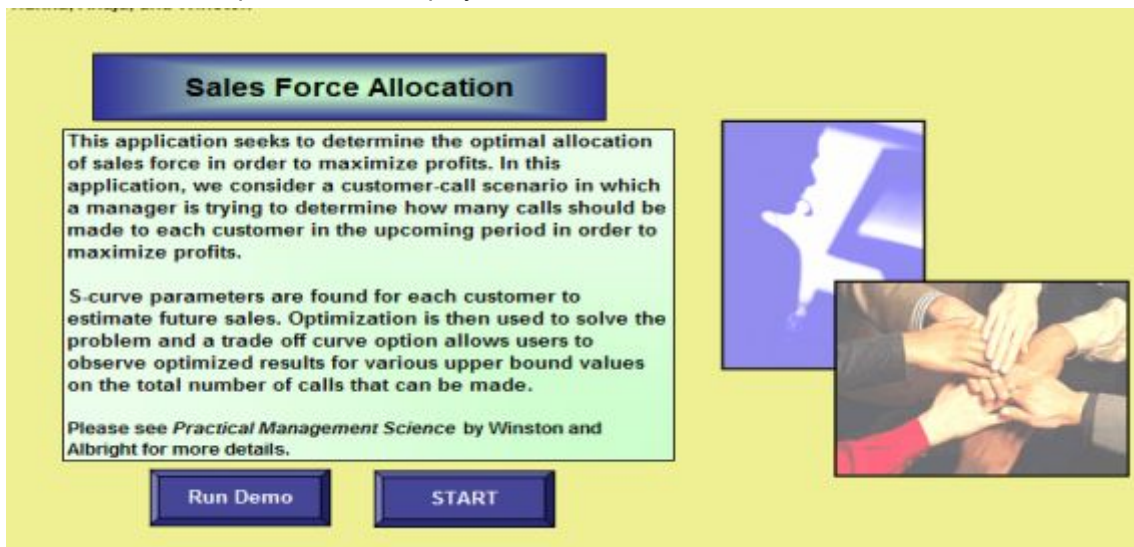 Sales Force Allocation
This application seeks to determine the optimal allocation
of sales force in order to maximize profits. In this
application, we consider a customer-call scenario in which
a manager is trying to determine how many calls should be
made to each customer in the upcoming period in order to
maximize profits.
S-curve parameters are found for each customer to
estimate future sales. Optimization is then used to solve the
problem and a trade off curve option allows users to
observe optimized results for various upper bound values
on the total number of calls that can be made.
Please see Practical Management Science by Winston and
Albright for more details.
Run Demo
START